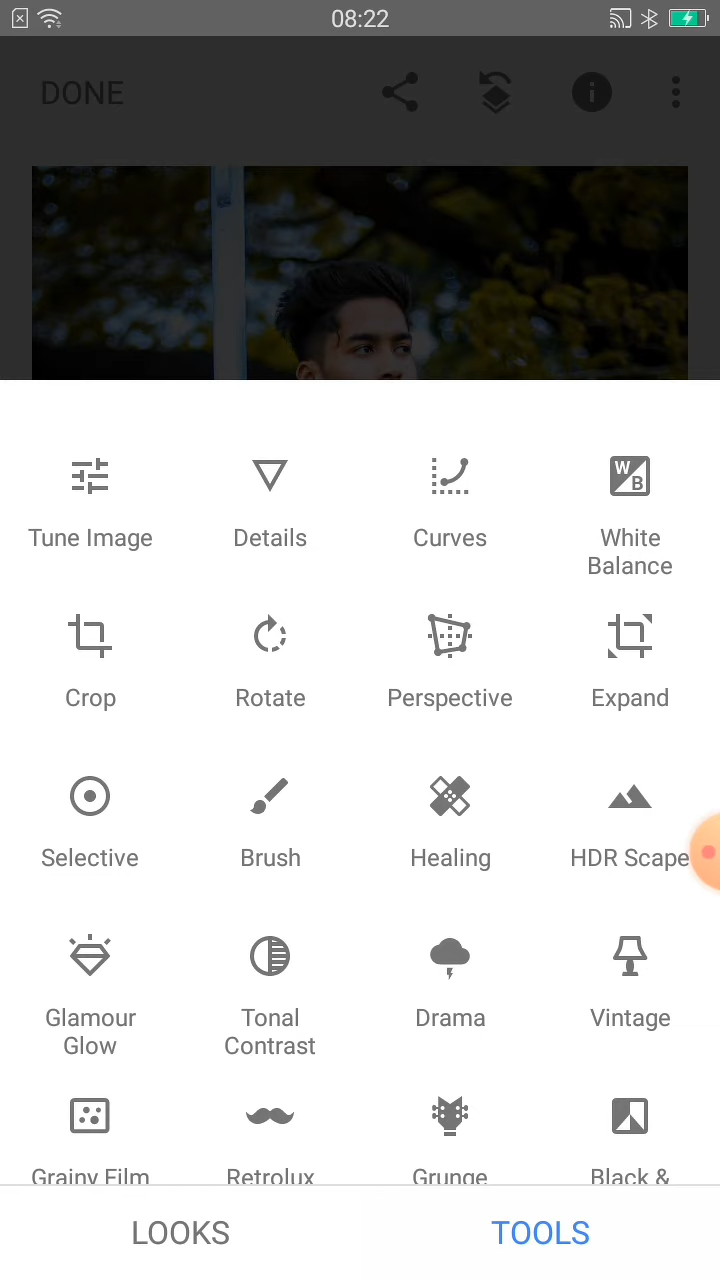 08:22
DONE
Tune Image
Details
Curves
White
Balance
Crop
Rotate
Perspective
Expand
Selective
Brush
Healing
HDR Scape
Glamour
Glow
Tonal
Contrast
Drama
Vintage
Grainy Film
Retrolux
Grunge
Black &
LOOKS
TOOLS